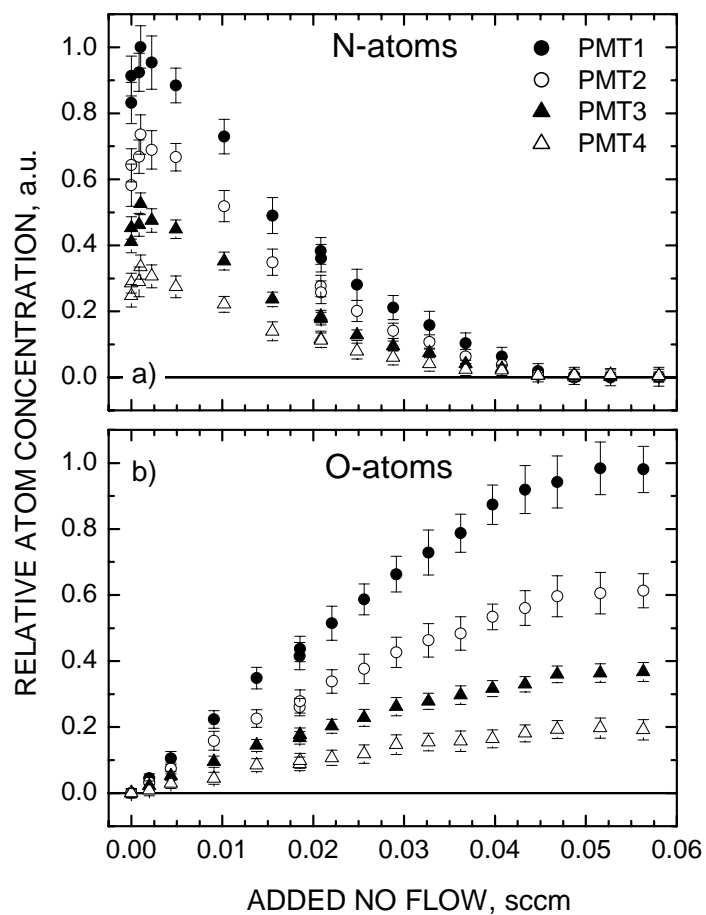 RELATIVE ATOM CONCENTRATION, a.u.
N-atoms
PMT1
PMT2
PMT3
PMT4
1.0
0.8
0.6
0.4
0.2
0.0
a)
b)
O-atoms
1.0
0.8
0.6
0.4
0.2
0.0
0.00 0.01 0.02 0.03 0.04 0.05 0.06
ADDED NO FLOW, sccm